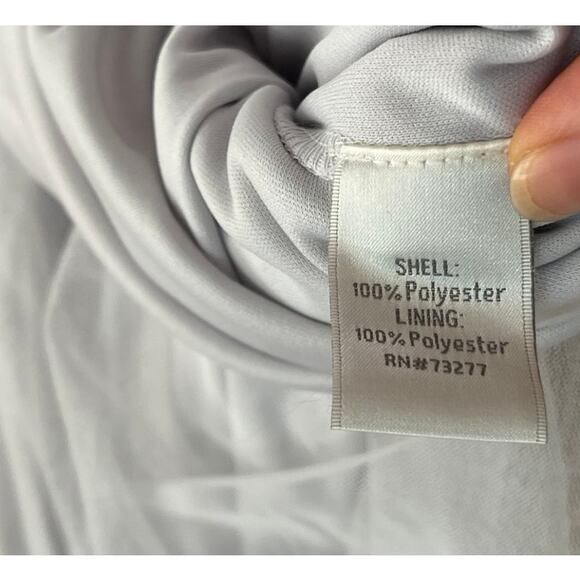 SHELL:
100% Polyester
LINING:
100% Polyester
RN#73277